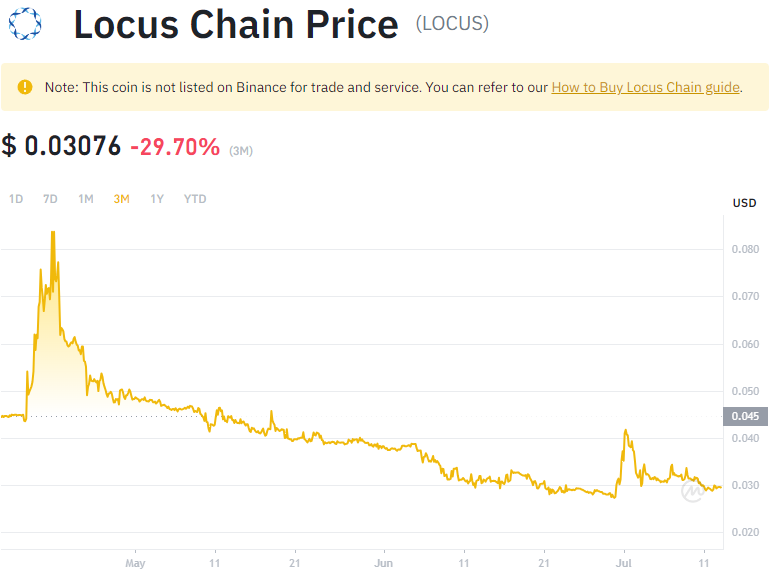 Locus Chain Price (LOCUS)
Note: This coin is not listed on Binance for trade and service. You can refer to our How to Buy Locus Chain guide.
$ 0.03076 -29.70% (3M)
1D 7D 1M 3M 1Y YTD
USD
0.080
0.070
0.060
0.050
0.045
0.040
0.030
0.020
May 11 21 Jun 11 21 Jul 11